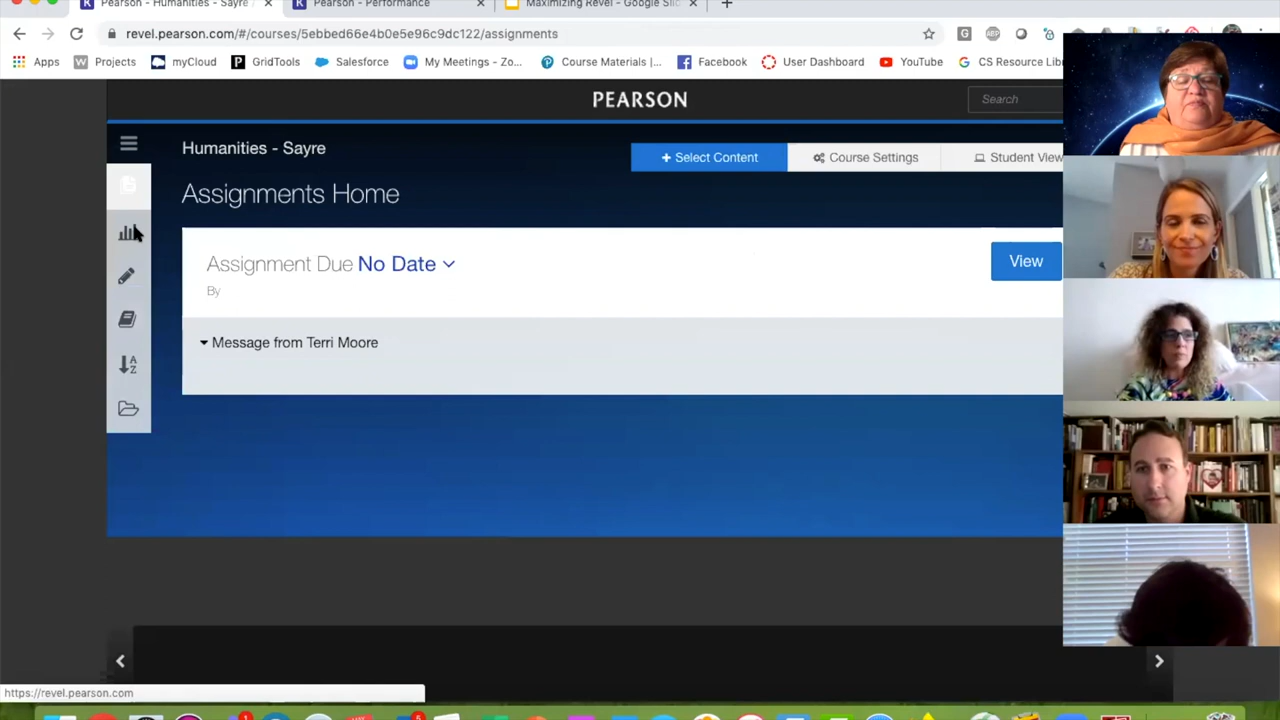 Pearson - Humanities - Sayre
Pearson - Performance
Maximizing Revel - Google Slid
revel.pearson.com/#/courses/5ebbed66e4b0e5e96c9dc122/assignments
Apps
Projects
myCloud
GridTools
Salesforce
My Meetings - Zo...
Course Materials |...
Facebook
User Dashboard
YouTube
CS Resource Lib
PEARSON
Search
Humanities - Sayre
+ Select Content
Course Settings
Student View
Assignments Home
Assignment Due No Date
View
By
Message from Terri Moore
https://revel.pearson.com